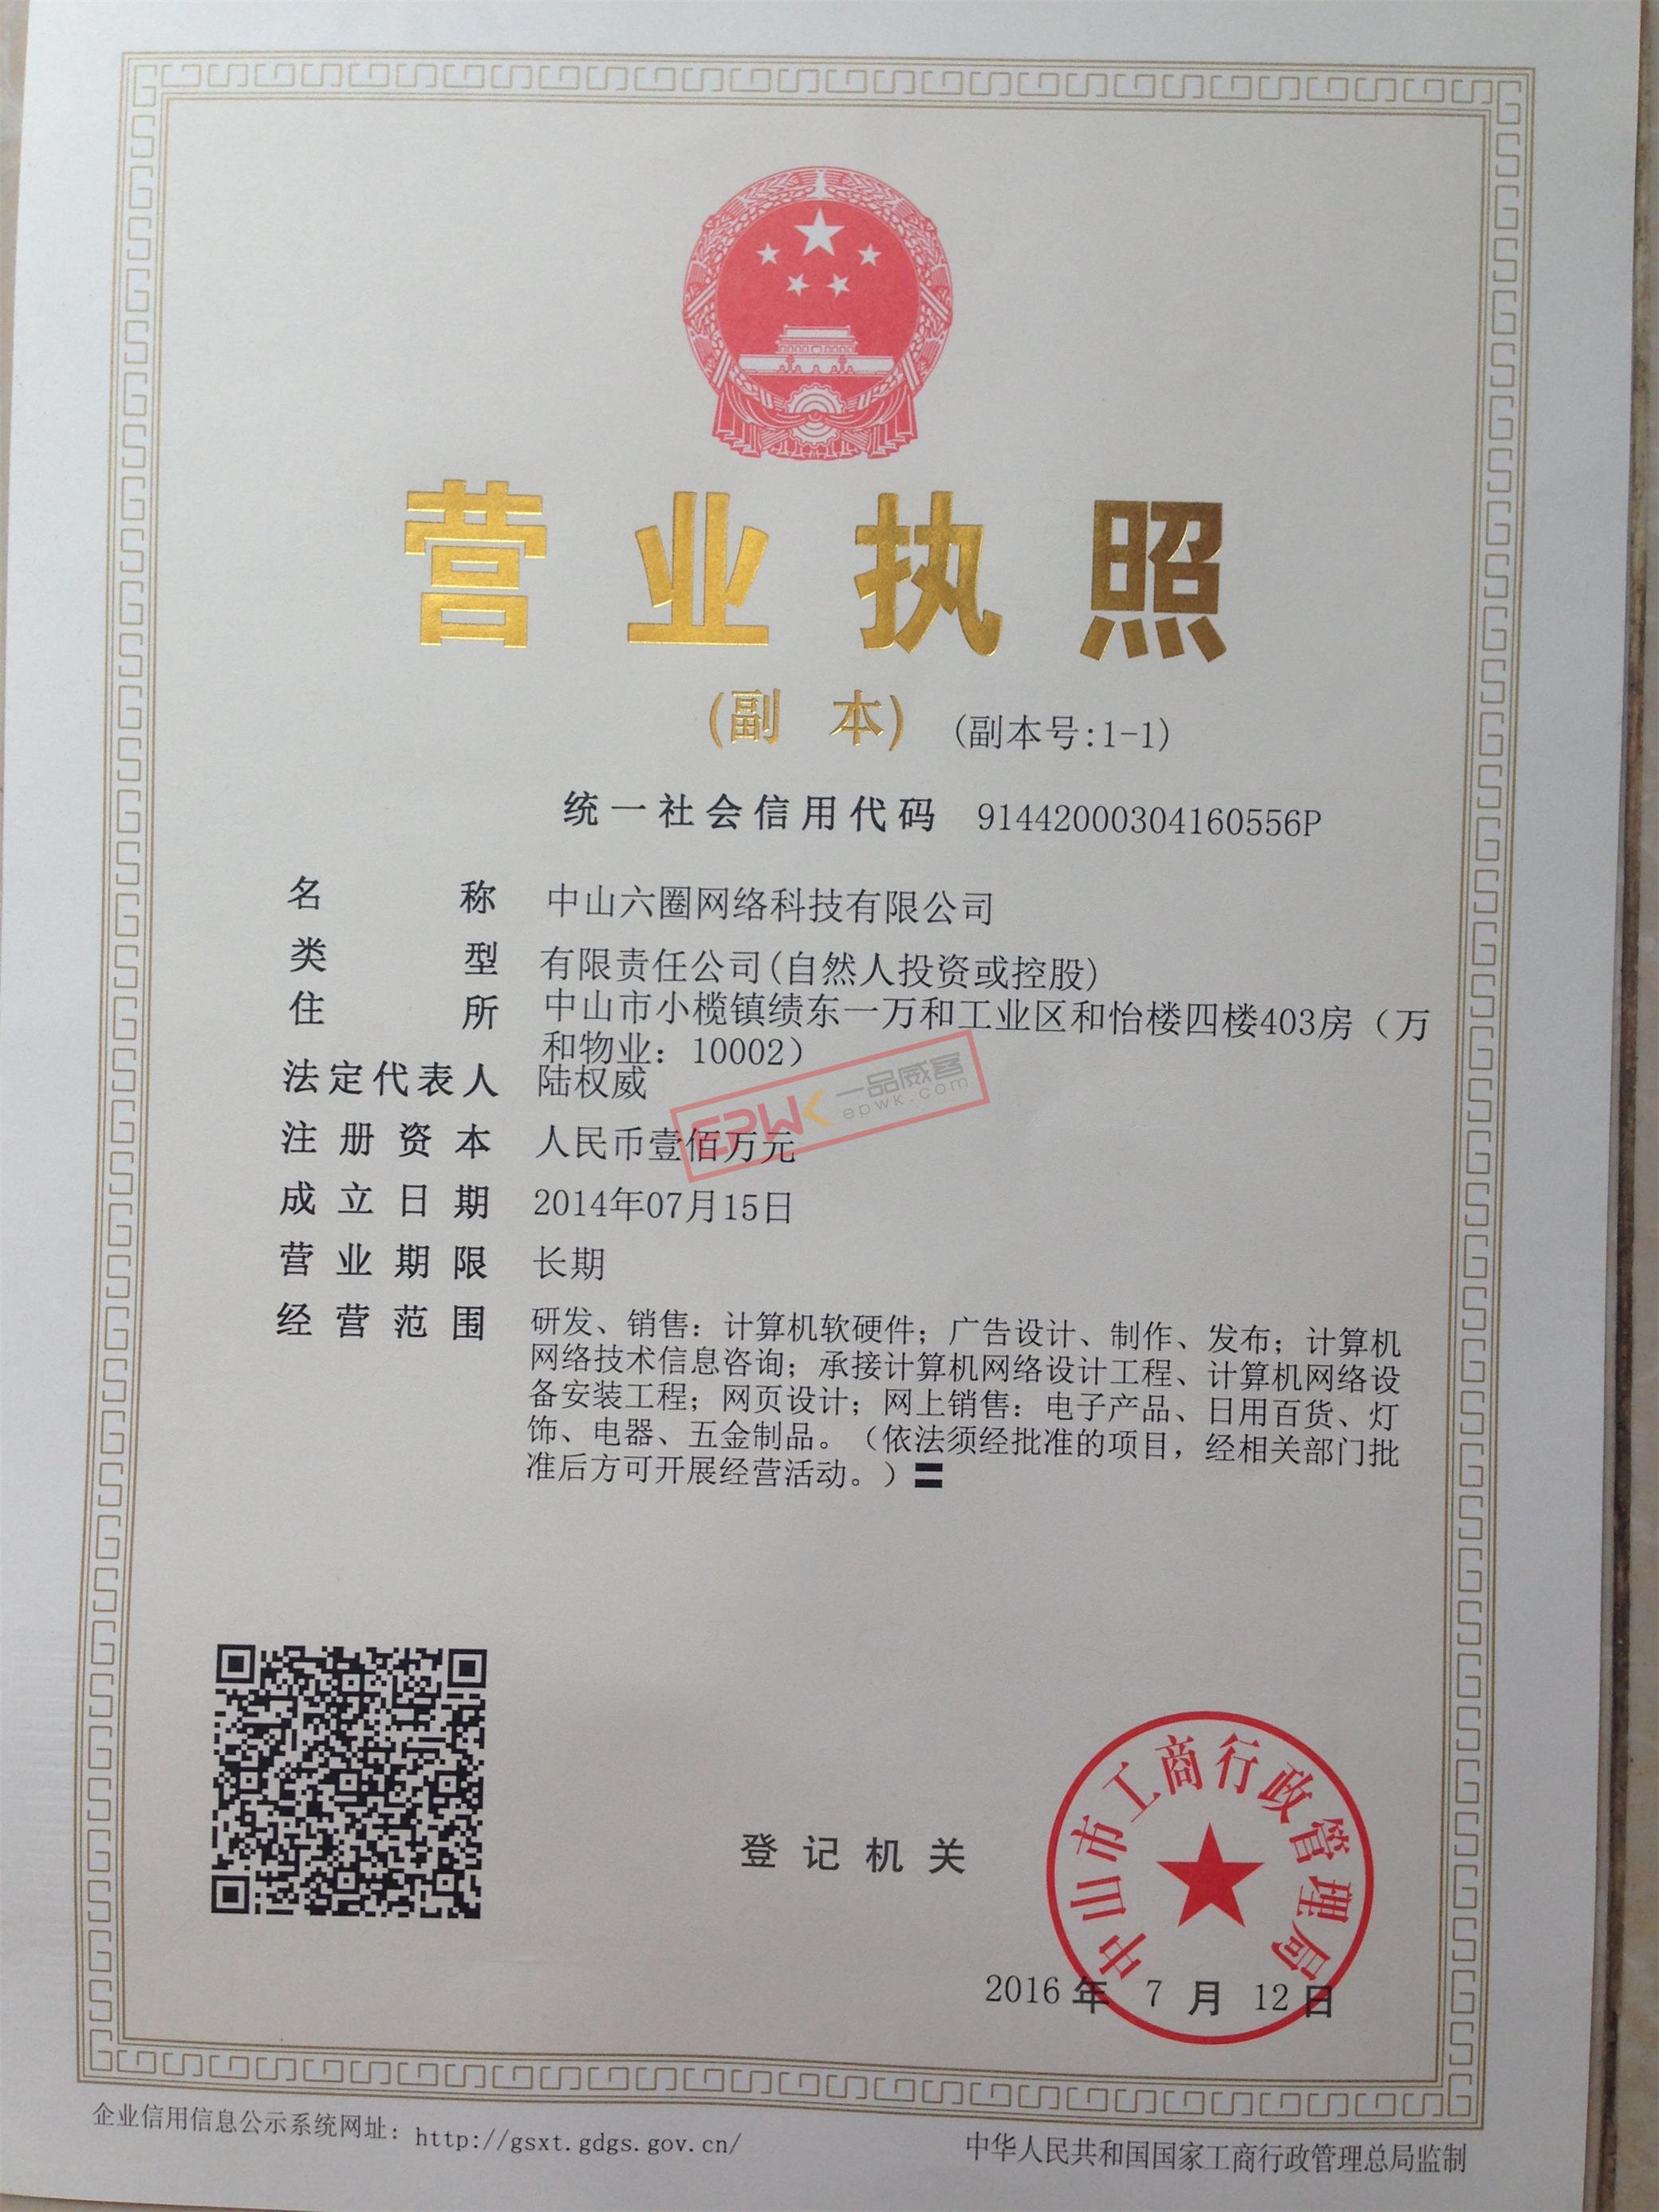 营业执照
(副 本) (副本号:1-1)
统一社会信用代码 91442000304160556P
名称 中山六圈网络科技有限公司
类型 有限责任公司(自然人投资或控股)
住所 中山市小榄镇绩东一万和工业区和怡楼四楼403房（万
和物业：10002）
法定代表人 陆权威
注册资本 人民币壹佰万元
EPWK 一品威客
epwk.com
成立日期 2014年07月15日
营业期限 长期
经营范围 研发、销售：计算机软硬件；广告设计、制作、发布；计算机
网络技术信息咨询；承接计算机网络设计工程、计算机网络设
备安装工程；网页设计；网上销售：电子产品、日用百货、灯
饰、电器、五金制品。（依法须经批准的项目，经相关部门批
准后方可开展经营活动。）〓
中山市工商行政管理局
登记机关
2016 年 7 月 12 日
企业信用信息公示系统网址：http://gsxt.gdgs.gov.cn/
中华人民共和国国家工商行政管理总局监制